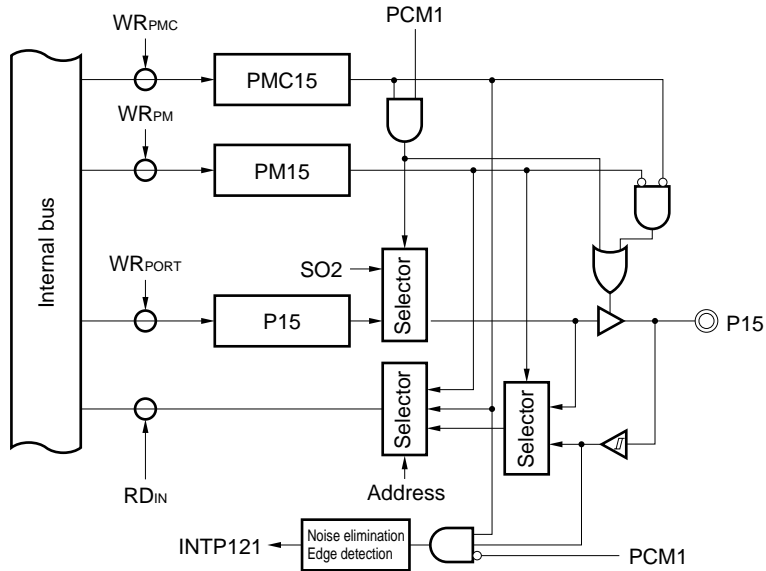 WRPMC
PCM1
PMC15
WRPM
PM15
Internal bus
WRPORT
SO2
Selector
P15
P15
Selector
Selector
RDIN
Address
INTP121
Noise elimination
Edge detection
PCM1